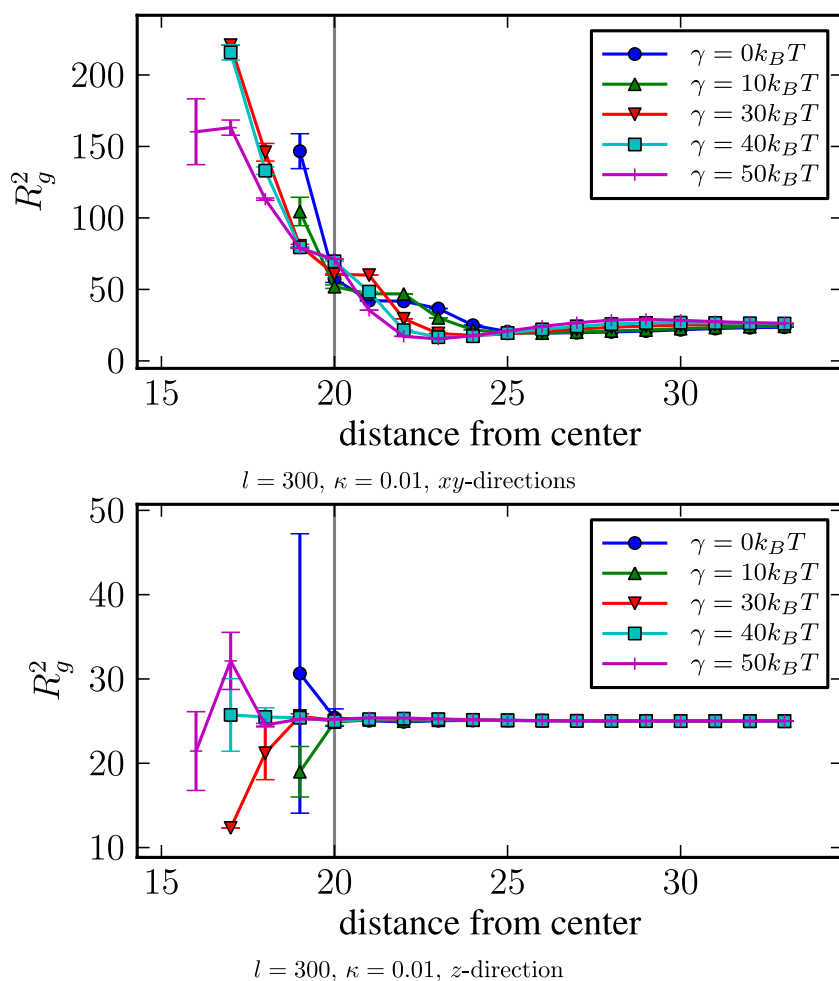 200
150
100
50
0
R_g^2
γ = 0k_BT
γ = 10k_BT
γ = 30k_BT
γ = 40k_BT
γ = 50k_BT
15 20 25 30
distance from center
l = 300, κ = 0.01, xy-directions
50
40
30
20
10
R_g^2
γ = 0k_BT
γ = 10k_BT
γ = 30k_BT
γ = 40k_BT
γ = 50k_BT
15 20 25 30
distance from center
l = 300, κ = 0.01, z-direction